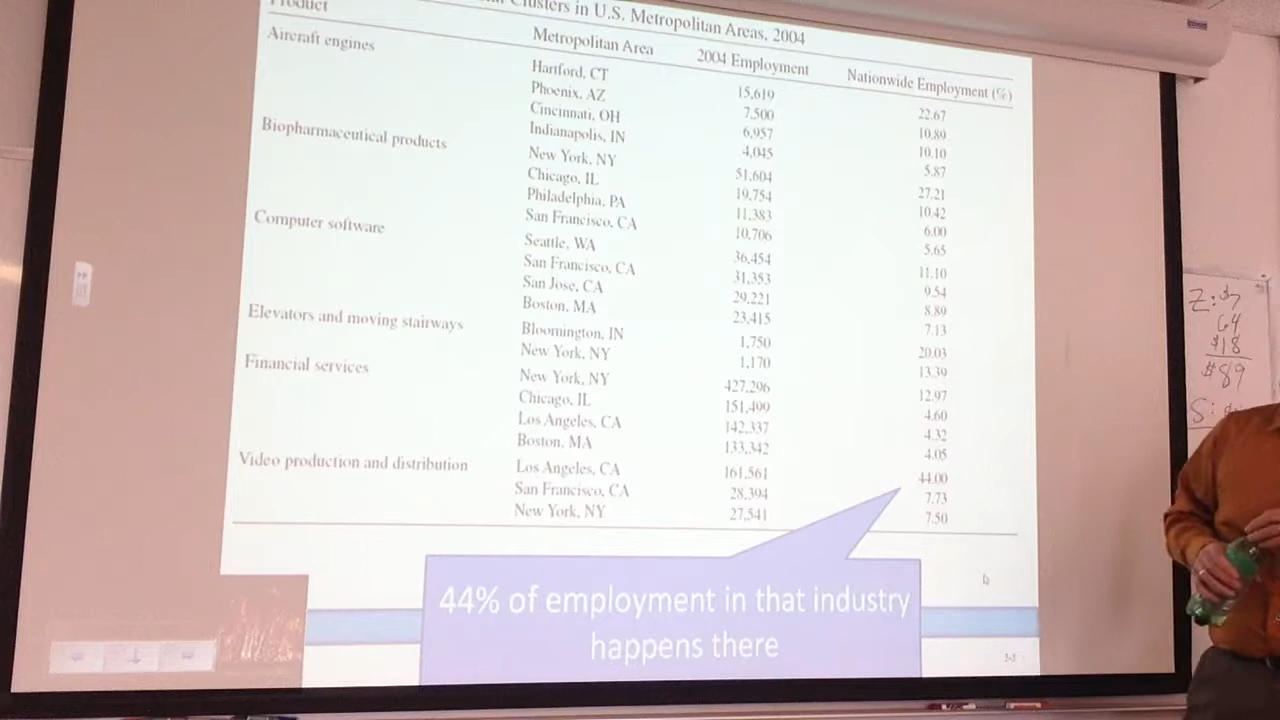 Product
Clusters in U.S. Metropolitan Areas, 2004
Metropolitan Area 2004 Employment Nationwide Employment (%)
Aircraft engines
Hartford, CT 15,619 22.67
Phoenix, AZ 7,500 10.89
Cincinnati, OH 6,957 10.10
Indianapolis, IN 4,045 5.87
Biopharmaceutical products
New York, NY 51,604 27.21
Chicago, IL 19,754 10.42
Philadelphia, PA 11,383 6.00
San Francisco, CA 10,706 5.65
Computer software
Seattle, WA 36,454 11.10
San Francisco, CA 31,353 9.54
San Jose, CA 29,221 8.89
Boston, MA 23,415 7.13
Elevators and moving stairways
Bloomington, IN 1,750 20.03
New York, NY 1,170 13.39
Financial services
New York, NY 427,296 12.97
Chicago, IL 151,499 4.60
Los Angeles, CA 142,337 4.32
Boston, MA 133,342 4.05
Video production and distribution
Los Angeles, CA 161,561 44.00
San Francisco, CA 28,394 7.73
New York, NY 27,541 7.50
44% of employment in that industry
happens there
Z: $7
64
$18
$89
S: